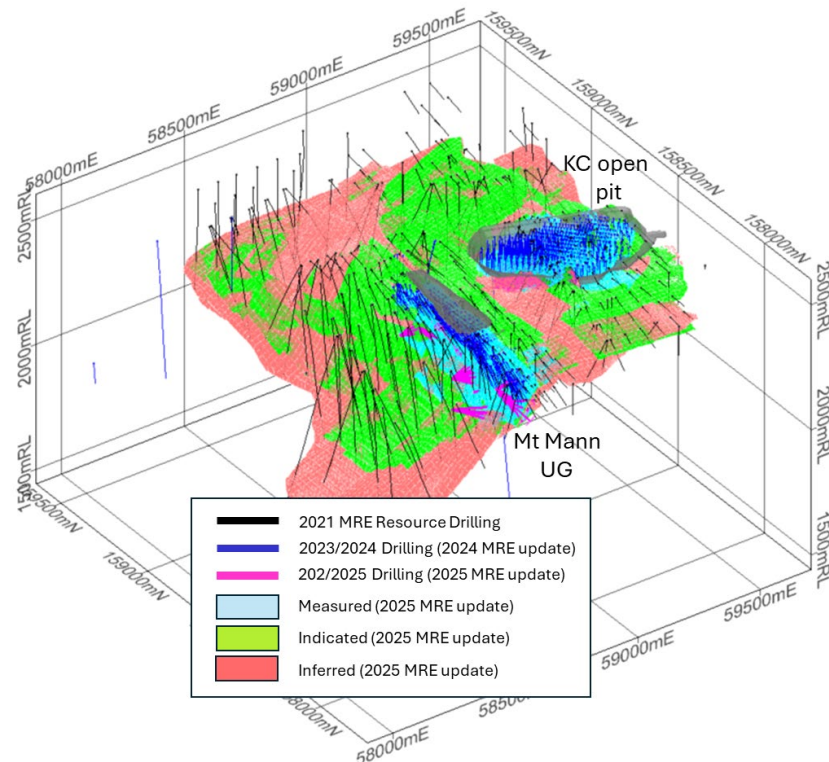 159500mN
59500mE
59000mE
159000mN
58500mE
158500mN
58000mE
158000mN
KC open
pit
2500mRL
2500mRL
2000mRL
2000mRL
1500mRL
1500mRL
Mt Mann
UG
159500mN
159000mN
158000mN
58000mE
59000mE
59500mE
2021 MRE Resource Drilling
2023/2024 Drilling (2024 MRE update)
202/2025 Drilling (2025 MRE update)
Measured (2025 MRE update)
Indicated (2025 MRE update)
Inferred (2025 MRE update)